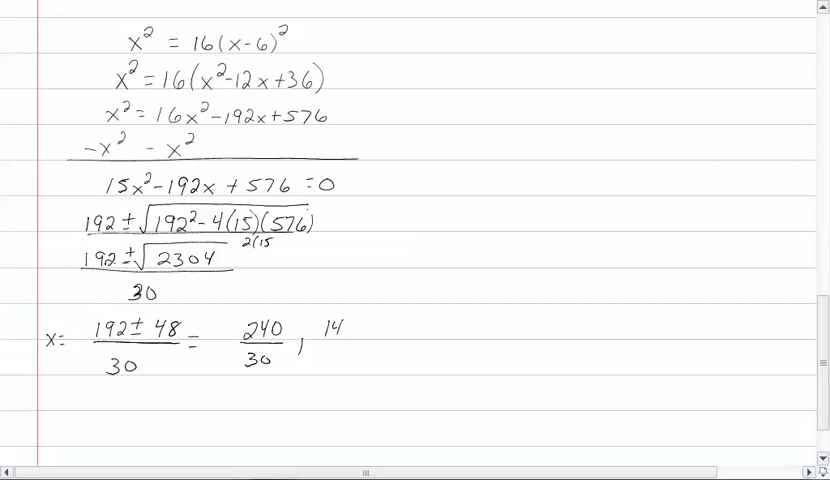 x² = 16(x-6)²
x² = 16(x²-12x+36)
x² = 16x²-192x+576
-x² - x²
15x²-192x+576 = 0
192 ± √(192²-4(15)(576)
2(15
192 ± √2304
30
x= 192 ± 48 / 30 = 240 / 30 , 14